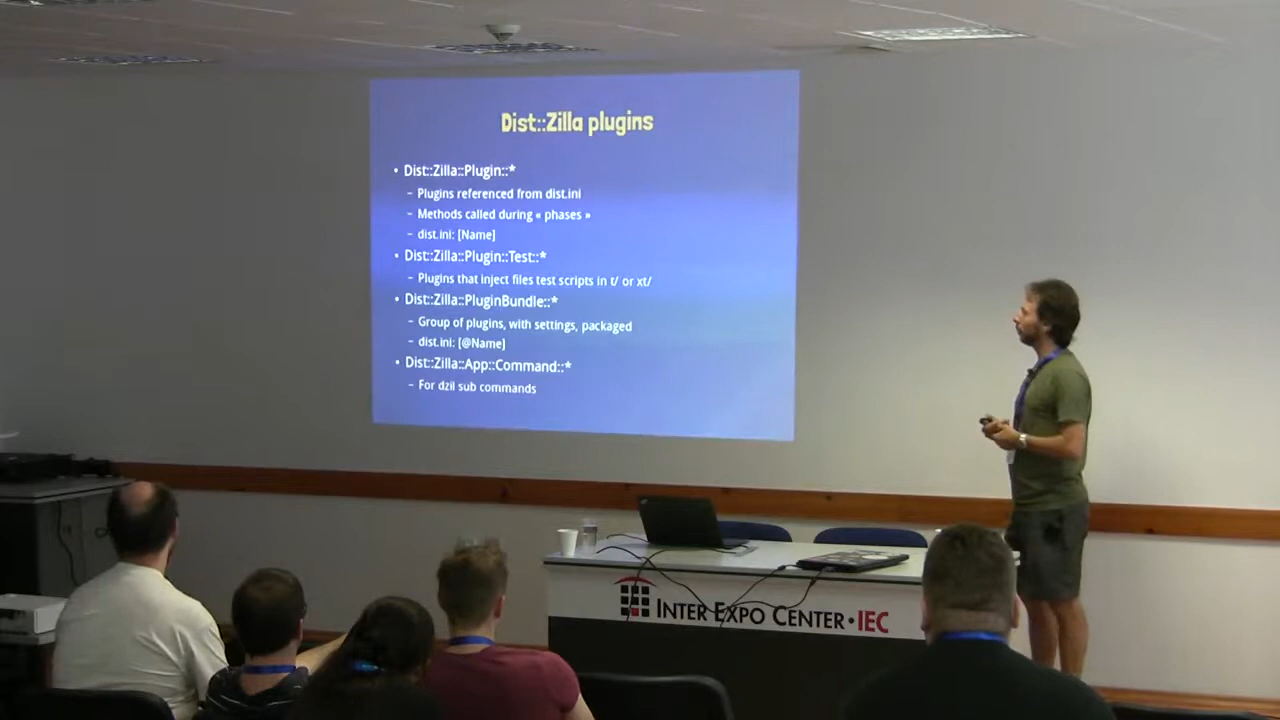 Dist::Zilla plugins
• Dist::Zilla::Plugin::*
– Plugins referenced from dist.ini
– Methods called during « phases »
– dist.ini: [Name]
• Dist::Zilla::Plugin::Test::*
– Plugins that inject files test scripts in t/ or xt/
• Dist::Zilla::PluginBundle::*
– Group of plugins, with settings, packaged
– dist.ini: [@Name]
• Dist::Zilla::App::Command::*
– For dzil sub commands
INTER EXPO CENTER • IEC